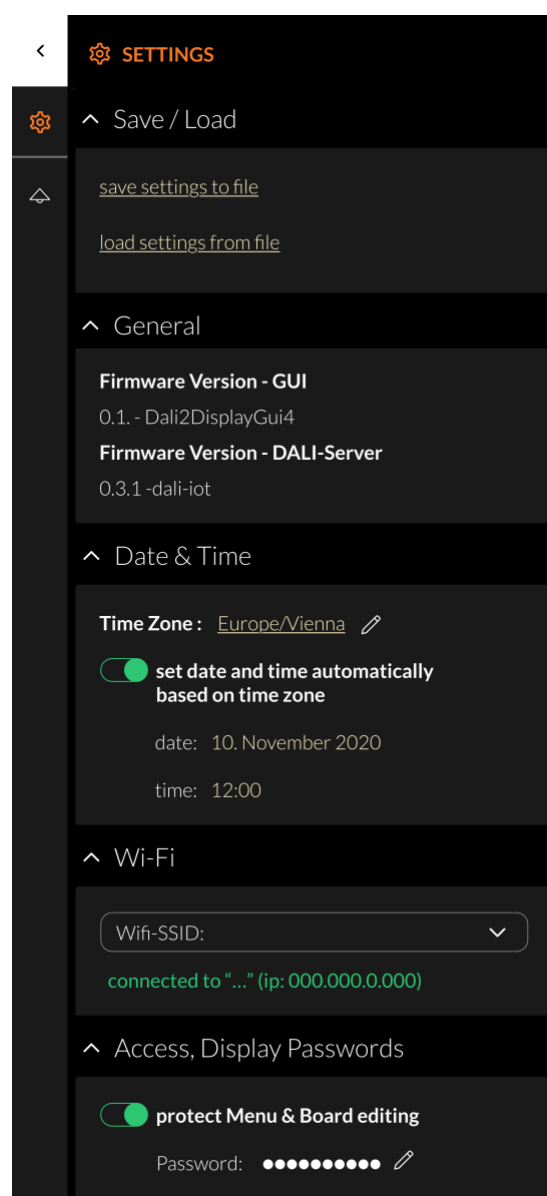 SETTINGS
Save / Load
save settings to file
load settings from file
General
Firmware Version - GUI
0.1. - Dali2DisplayGui4
Firmware Version - DALI-Server
0.3.1 -dali-iot
Date & Time
Time Zone : Europe/Vienna
set date and time automatically
based on time zone
date: 10. November 2020
time: 12:00
Wi-Fi
Wifi-SSID:
connected to “...” (ip: 000.000.0.000)
Access, Display Passwords
protect Menu & Board editing
Password: ●●●●●●●●●●